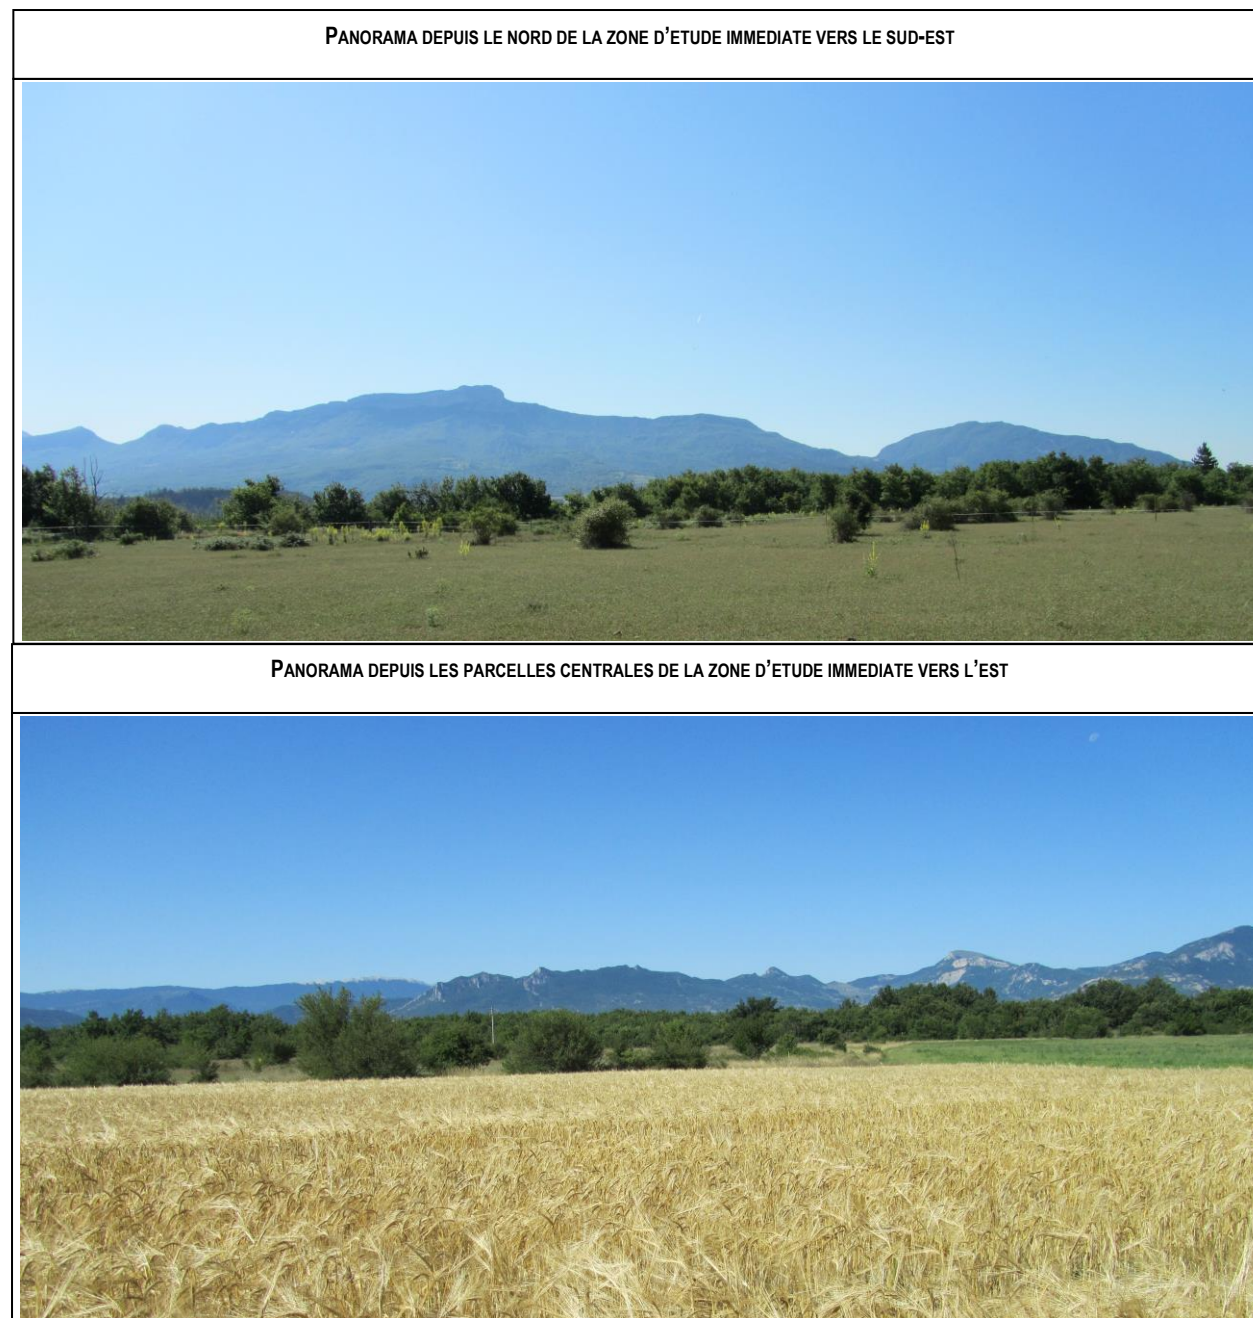 PANORAMA DEPUIS LE NORD DE LA ZONE D'ETUDE IMMEDIATE VERS LE SUD-EST
PANORAMA DEPUIS LES PARCELLES CENTRALES DE LA ZONE D'ETUDE IMMEDIATE VERS L'EST